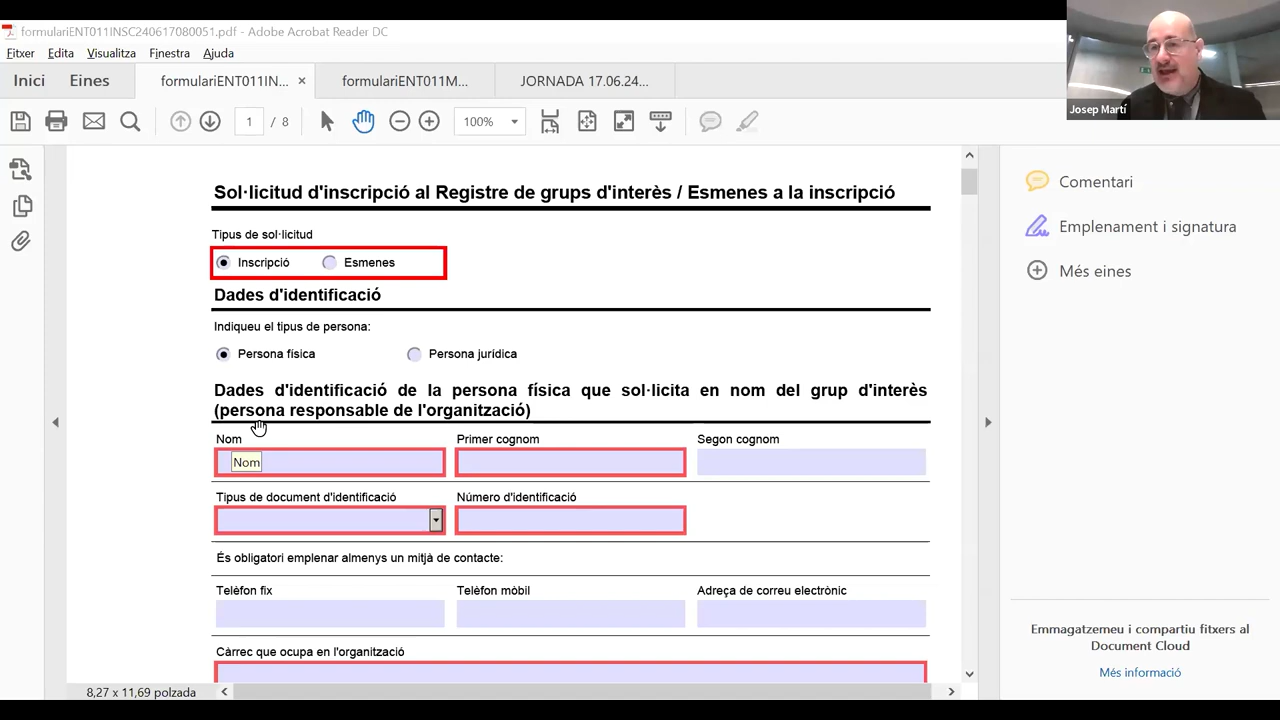 formulariENT011INSC240617080051.pdf - Adobe Acrobat Reader DC
Fitxer Edita Visualitza Finestra Ajuda
Inici Eines formulariENT011IN... × formulariENT011M... JORNADA 17.06.24...
1 / 8 100%
Josep Martí
Sol·licitud d'inscripció al Registre de grups d'interès / Esmenes a la inscripció
Tipus de sol·licitud
Inscripció Esmenes
Dades d'identificació
Indiqueu el tipus de persona:
Persona física Persona jurídica
Dades d'identificació de la persona física que sol·licita en nom del grup d'interès
(persona responsable de l'organització)
Nom Primer cognom Segon cognom
Nom
Tipus de document d'identificació Número d'identificació
És obligatori emplenar almenys un mitjà de contacte:
Telèfon fix Telèfon mòbil Adreça de correu electrònic
Càrrec que ocupa en l'organització
8,27 x 11,69 polzada
Comentari
Emplenament i signatura
Més eines
Emmagatzemeu i compartiu fitxers al
Document Cloud
Més informació